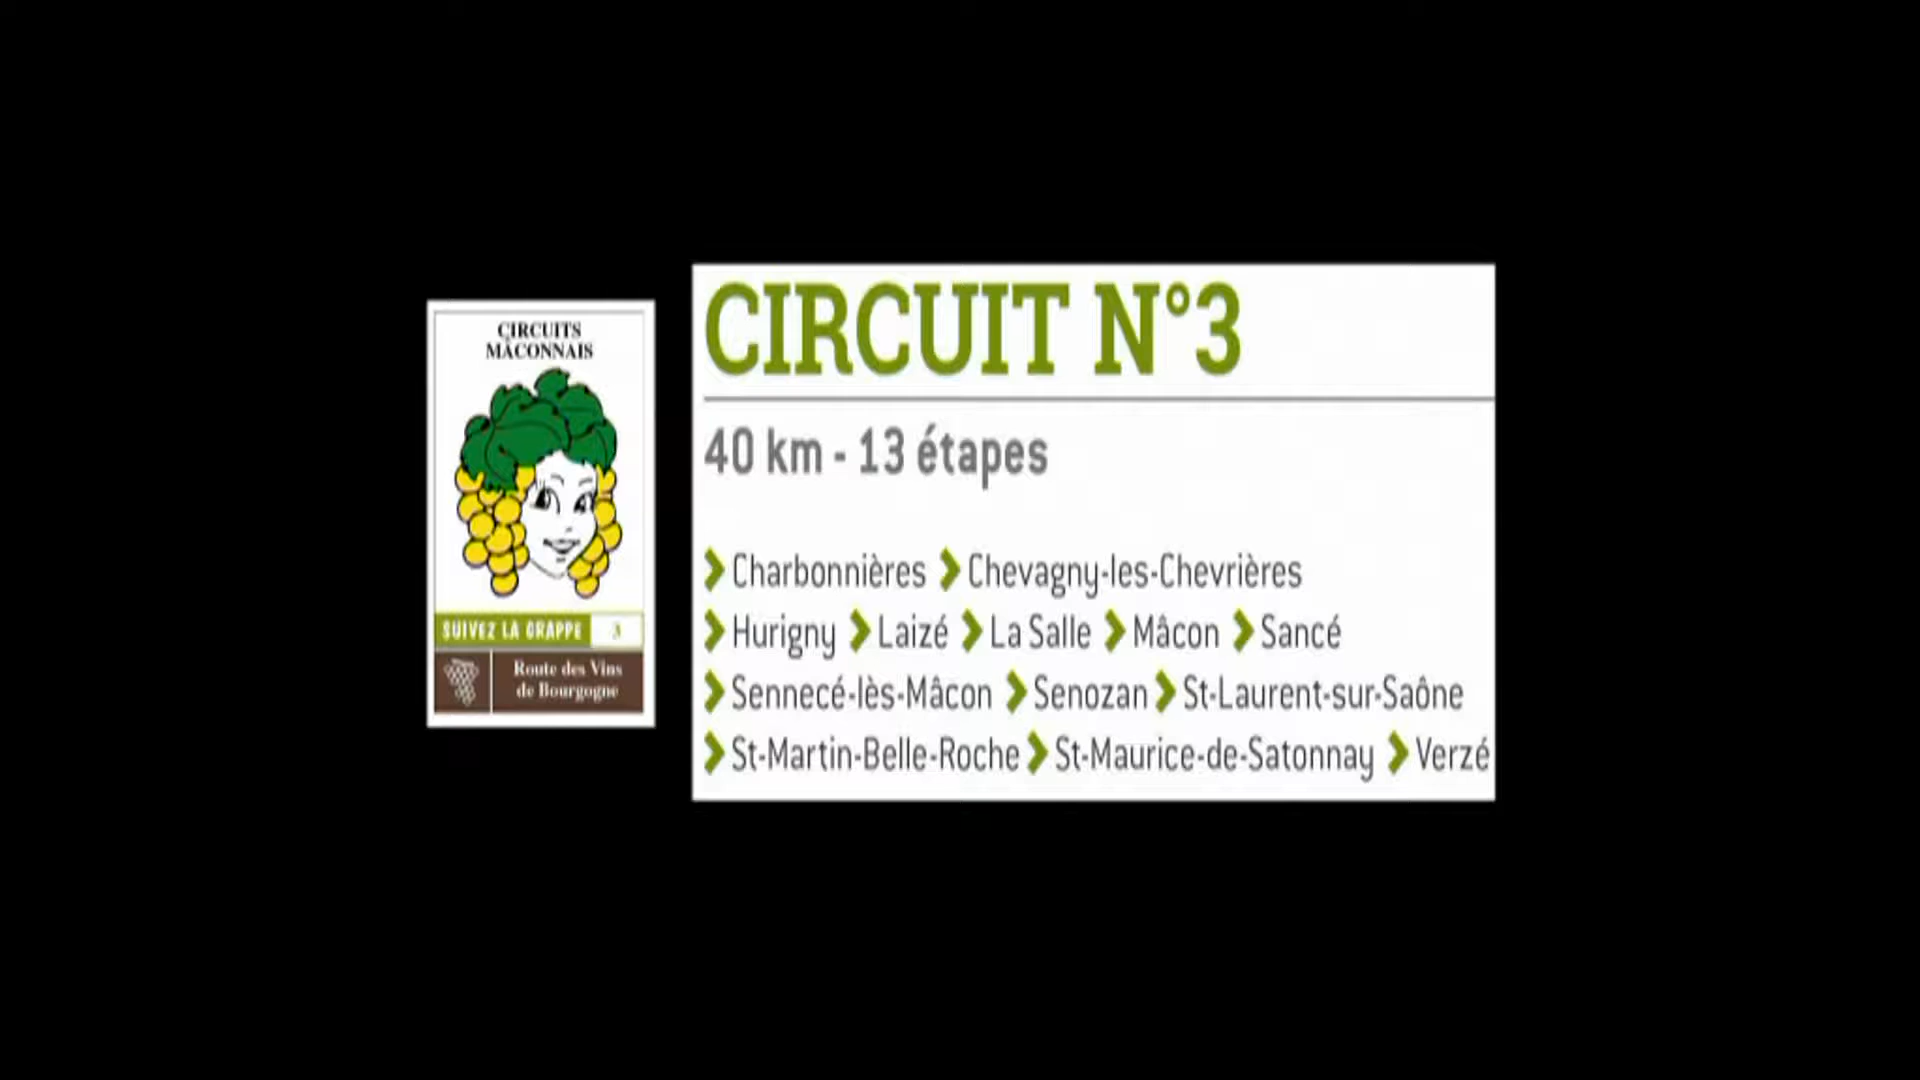 CIRCUITS
MÂCONNAIS
SUIVEZ LA GRAPPE 3
Route des Vins
de Bourgogne
CIRCUIT N°3
40 km - 13 étapes
Charbonnières Chevagny-les-Chevrières
Hurigny Laizé La Salle Mâcon Sancé
Sennecé-lès-Mâcon Senozan St-Laurent-sur-Saône
St-Martin-Belle-Roche St-Maurice-de-Satonnay Verzé